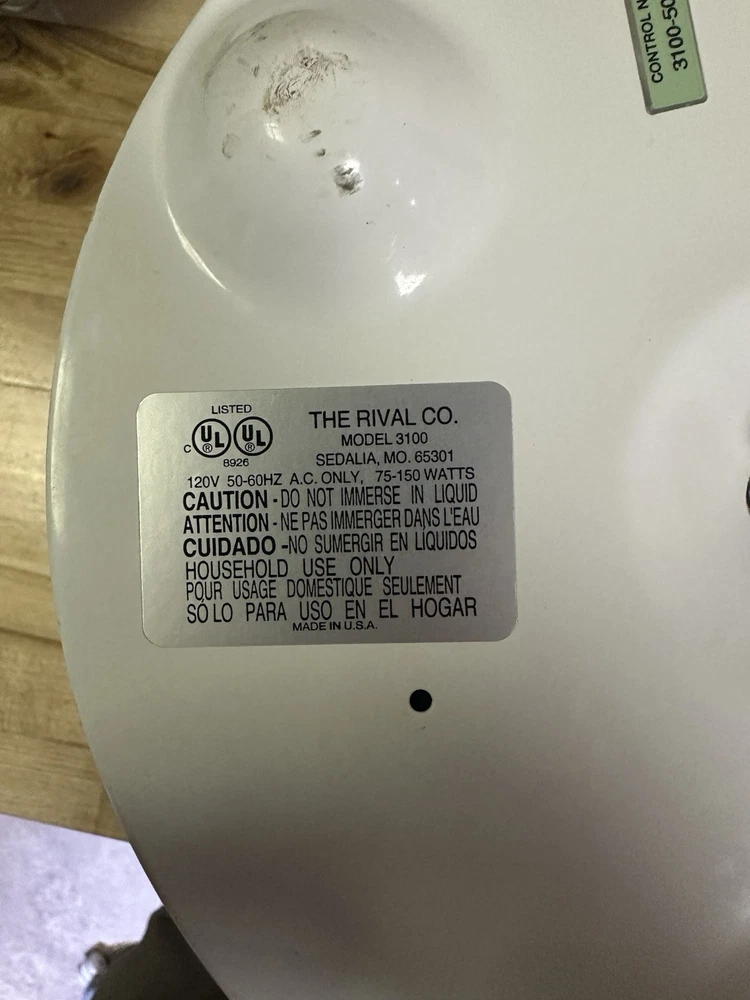 CONTROL N
3100-50
LISTED
C UL UL
8926
THE RIVAL CO.
MODEL 3100
SEDALIA, MO. 65301
120V 50-60HZ A.C. ONLY, 75-150 WATTS
CAUTION - DO NOT IMMERSE IN LIQUID
ATTENTION - NE PAS IMMERGER DANS L'EAU
CUIDADO - NO SUMERGIR EN LIQUIDOS
HOUSEHOLD USE ONLY
POUR USAGE DOMESTIQUE SEULEMENT
SÓLO PARA USO EN EL HOGAR
MADE IN U.S.A.